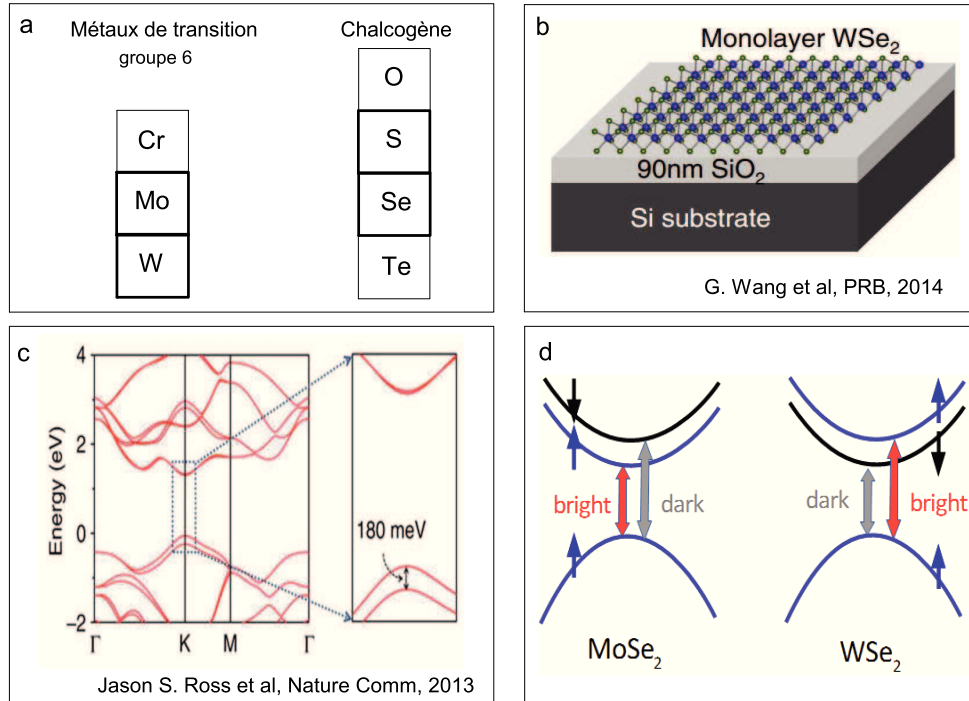 a
Métaux de transition
groupe 6
Chalcogène
Cr
Mo
W
O
S
Se
Te
b
Monolayer WSe₂
90nm SiO₂
Si substrate
G. Wang et al, PRB, 2014
c
Energy (eV)
4
2
0
−2
Γ
K
M
Γ
180 meV
Jason S. Ross et al, Nature Comm, 2013
d
bright
dark
MoSe₂
dark
bright
WSe₂